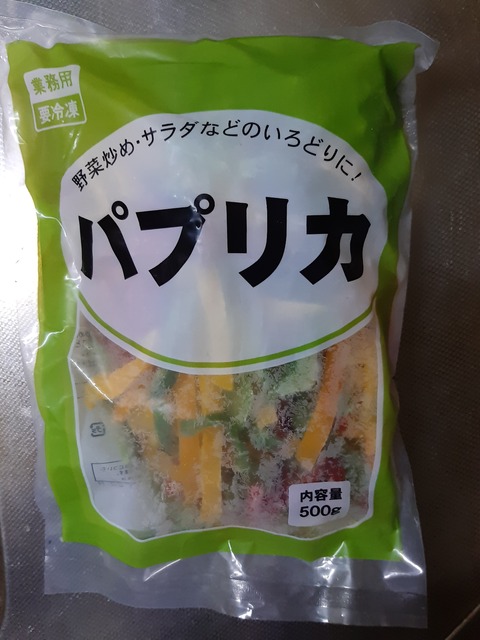 業務用
要冷凍
野菜炒め・サラダなどのいろどりに!
パプリカ
内容量
500g